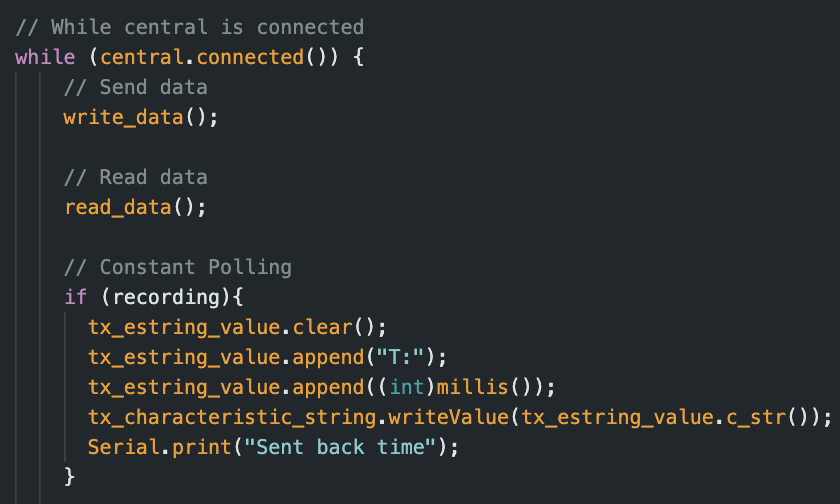 // While central is connected
while (central.connected()) {
// Send data
write_data();
// Read data
read_data();
// Constant Polling
if (recording){
tx_estring_value.clear();
tx_estring_value.append("T:");
tx_estring_value.append((int)millis());
tx_characteristic_string.writeValue(tx_estring_value.c_str());
Serial.print("Sent back time");
}